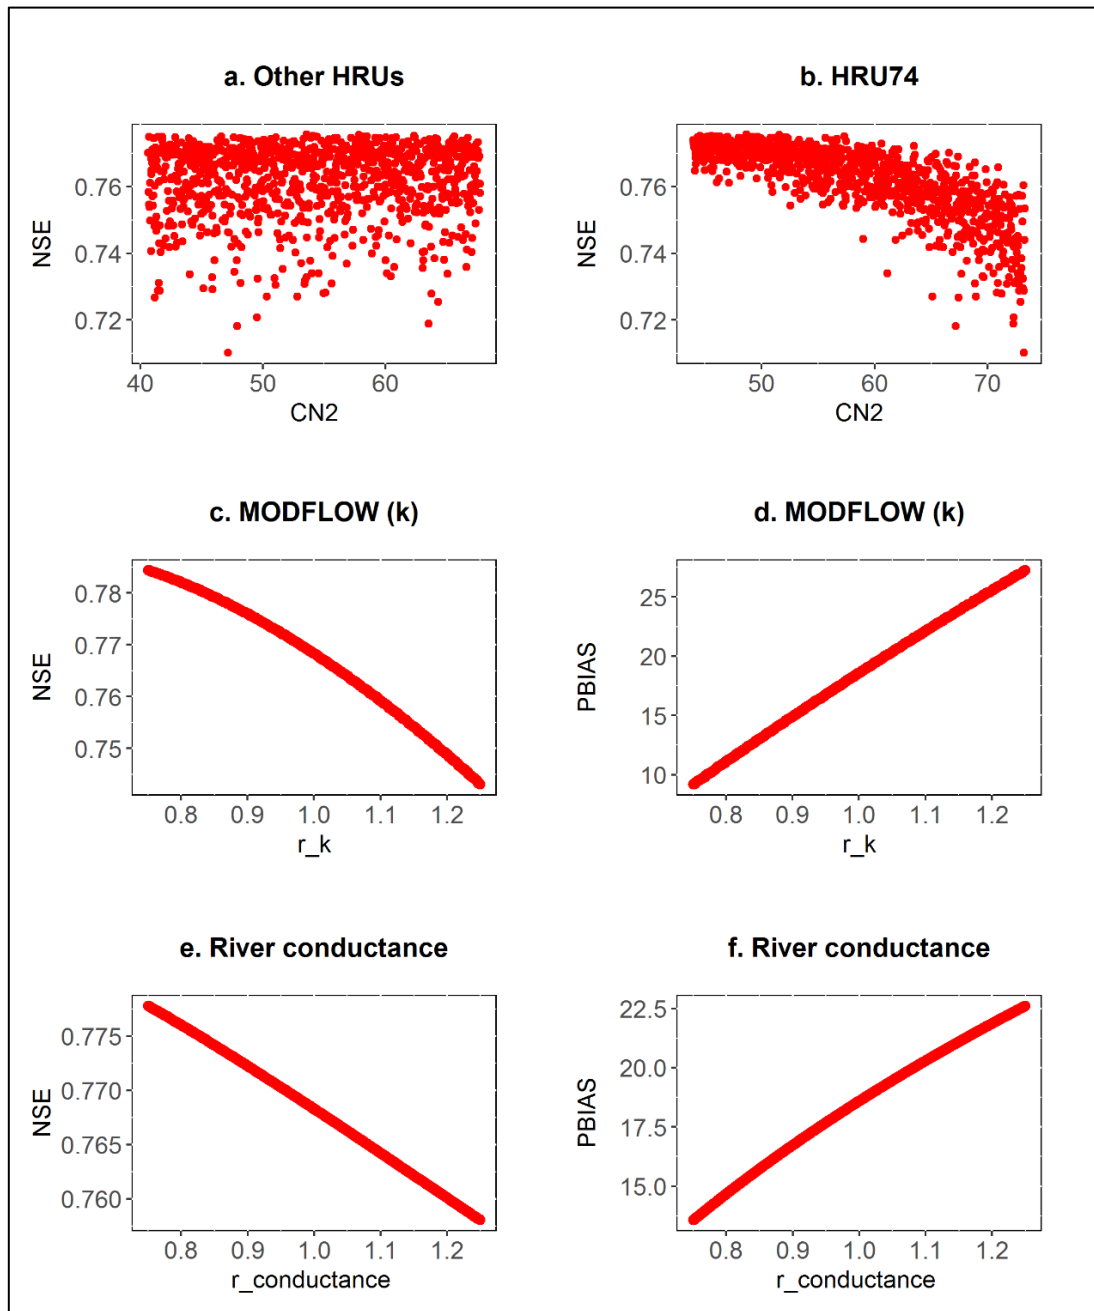 a. Other HRUs
b. HRU74
NSE
0.76
0.74
0.72
40 50 60
CN2
NSE
0.76
0.74
0.72
50 60 70
CN2
c. MODFLOW (k)
d. MODFLOW (k)
NSE
0.78
0.77
0.76
0.75
0.8 0.9 1.0 1.1 1.2
r_k
PBIAS
25
20
15
10
0.8 0.9 1.0 1.1 1.2
r_k
e. River conductance
f. River conductance
NSE
0.775
0.770
0.765
0.760
0.8 0.9 1.0 1.1 1.2
r_conductance
PBIAS
22.5
20.0
17.5
15.0
0.8 0.9 1.0 1.1 1.2
r_conductance